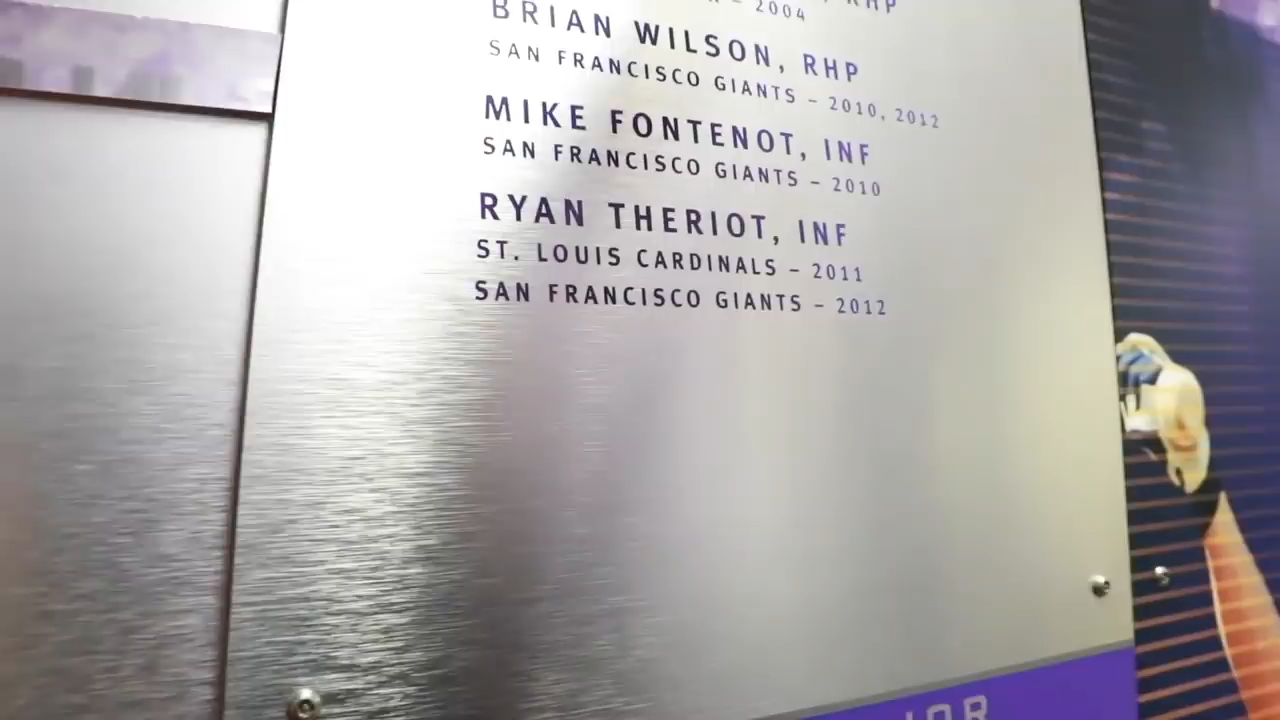 – 2004
BRIAN WILSON, RHP
SAN FRANCISCO GIANTS – 2010, 2012
MIKE FONTENOT, INF
SAN FRANCISCO GIANTS – 2010
RYAN THERIOT, INF
ST. LOUIS CARDINALS – 2011
SAN FRANCISCO GIANTS – 2012